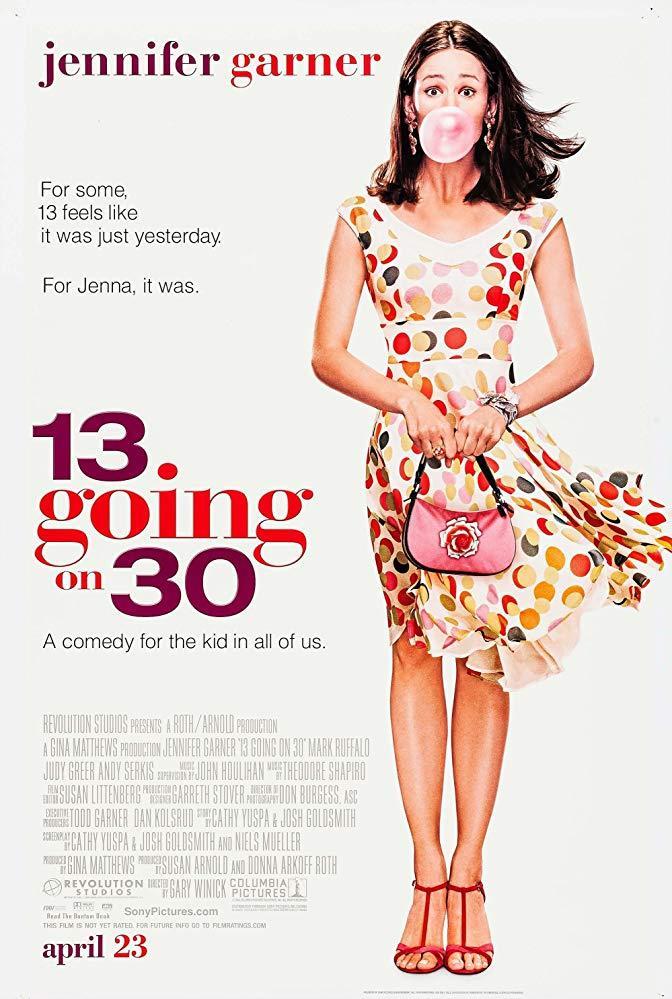 jennifer garner
For some,
13 feels like
it was just yesterday.
For Jenna, it was.
13
going
on 30
A comedy for the kid in all of us.
REVOLUTION STUDIOS PRESENTS A ROTH/ARNOLD PRODUCTION
A GINA MATTHEWS PRODUCTION JENNIFER GARNER "13 GOING ON 30" MARK RUFFALO
JUDY GREER ANDY SERKIS MUSIC SUPERVISION BY JOHN HOULIHAN MUSIC BY THEODORE SHAPIRO
FILM EDITOR SUSAN LITTENBERG PRODUCTION DESIGNER GARRETH STOVER DIRECTOR OF PHOTOGRAPHY DON BURGESS, ASC
EXECUTIVE PRODUCERS TODD GARNER DAN KOLSRUD STORY BY CATHY YUSPA & JOSH GOLDSMITH
SCREENPLAY BY CATHY YUSPA & JOSH GOLDSMITH AND NIELS MUELLER
PRODUCED BY GINA MATTHEWS PRODUCED BY SUSAN ARNOLD AND DONNA ARKOFF ROTH
REVOLUTION STUDIOS DIRECTED BY GARY WINICK COLUMBIA PICTURES
Read The Bantam Book
SonyPictures.com
THIS FILM IS NOT YET RATED. FOR FUTURE INFO GO TO FILMRATINGS.COM
april 23